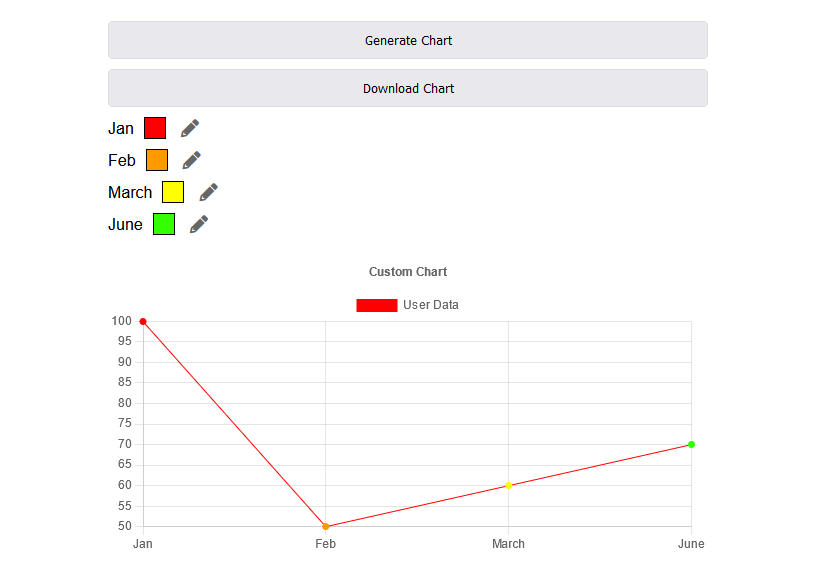 Generate Chart
Download Chart
Jan
Feb
March
June
Custom Chart
User Data
100
95
90
85
80
75
70
65
60
55
50
Jan Feb March June